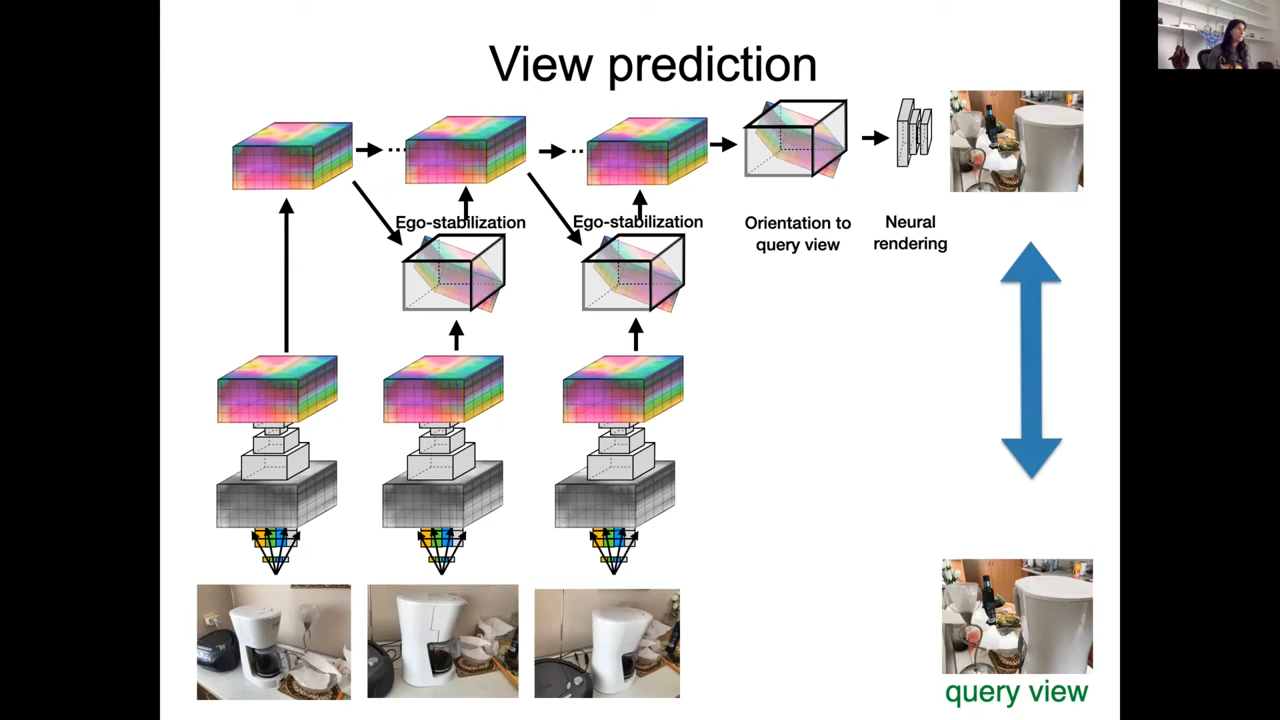 View prediction
Ego-stabilization
Ego-stabilization
Orientation to
query view
Neural
rendering
query view